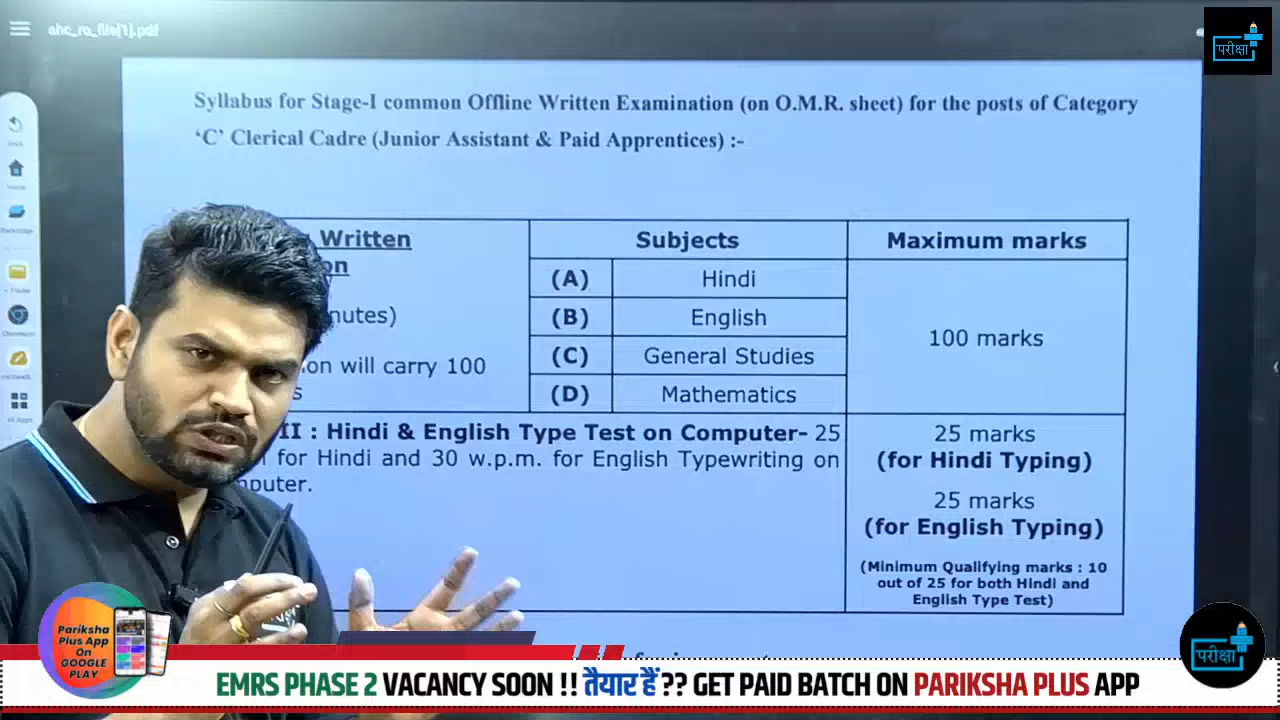 ahc_ro_file[1].pdf
परीक्षा
Syllabus for Stage-I common Offline Written Examination (on O.M.R. sheet) for the posts of Category
‘C’ Clerical Cadre (Junior Assistant & Paid Apprentices) :-
Written
Subjects
Maximum marks
(A) Hindi
(B) English
(C) General Studies
(D) Mathematics
100 marks
on will carry 100
II : Hindi & English Type Test on Computer- 25
for Hindi and 30 w.p.m. for English Typewriting on
25 marks
(for Hindi Typing)
25 marks
(for English Typing)
(Minimum Qualifying marks : 10
out of 25 for both Hindi and
English Type Test)
Pariksha
Plus App
On
GOOGLE
PLAY
परीक्षा
EMRS PHASE 2 VACANCY SOON !! तैयार हैं ?? GET PAID BATCH ON PARIKSHA PLUS APP